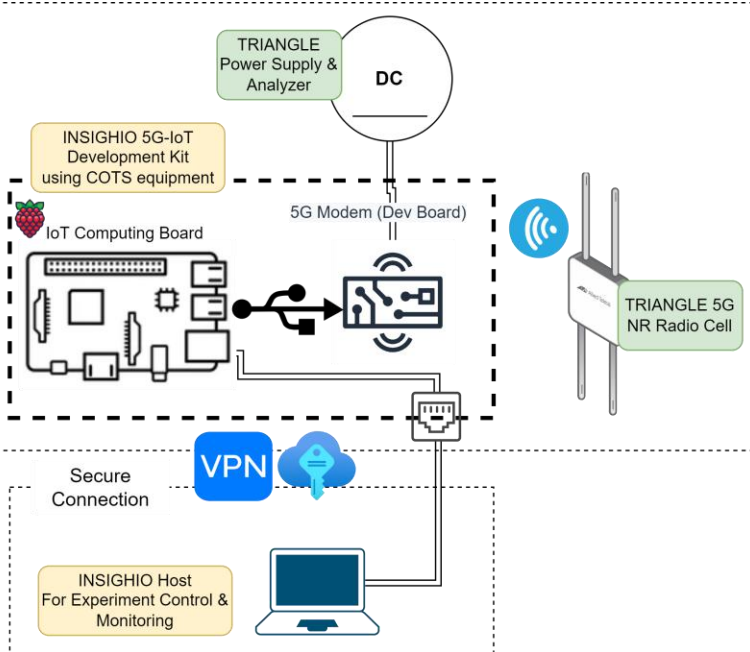 TRIANGLE
Power Supply &
Analyzer
DC
INSIGHIO 5G-IoT
Development Kit
using COTS equipment
5G Modem (Dev Board)
IoT Computing Board
TRIANGLE 5G
NR Radio Cell
VPN
Secure
Connection
INSIGHIO Host
For Experiment Control &
Monitoring